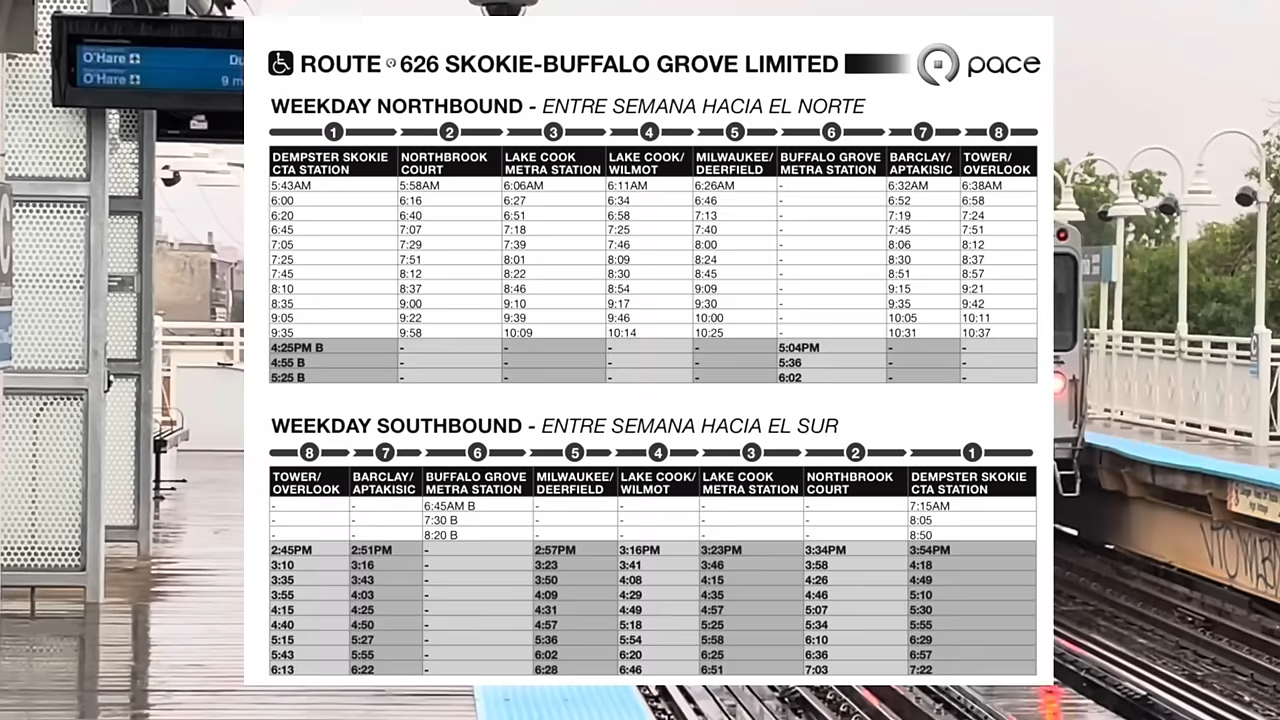 O'Hare Du
O'Hare 9 m
ROUTE 626 SKOKIE-BUFFALO GROVE LIMITED pace
WEEKDAY NORTHBOUND - ENTRE SEMANA HACIA EL NORTE
1 2 3 4 5 6 7 8
DEMPSTER SKOKIE CTA STATION NORTHBROOK COURT LAKE COOK METRA STATION LAKE COOK/ WILMOT MILWAUKEE/ DEERFIELD BUFFALO GROVE METRA STATION BARCLAY/ APTAKISIC TOWER/ OVERLOOK
5:43AM 5:58AM 6:06AM 6:11AM 6:26AM - 6:32AM 6:38AM
6:00 6:16 6:27 6:34 6:46 - 6:52 6:58
6:20 6:40 6:51 6:58 7:13 - 7:19 7:24
6:45 7:07 7:18 7:25 7:40 - 7:45 7:51
7:05 7:29 7:39 7:46 8:00 - 8:06 8:12
7:25 7:51 8:01 8:09 8:24 - 8:30 8:37
7:45 8:12 8:22 8:30 8:45 - 8:51 8:57
8:10 8:37 8:46 8:54 9:09 - 9:15 9:21
8:35 9:00 9:10 9:17 9:30 - 9:35 9:42
9:05 9:22 9:39 9:46 10:00 - 10:05 10:11
9:35 9:58 10:09 10:14 10:25 - 10:31 10:37
4:25PM B - - - - 5:04PM - -
4:55 B - - - - 5:36 - -
5:25 B - - - - 6:02 - -
WEEKDAY SOUTHBOUND - ENTRE SEMANA HACIA EL SUR
8 7 6 5 4 3 2 1
TOWER/ OVERLOOK BARCLAY/ APTAKISIC BUFFALO GROVE METRA STATION MILWAUKEE/ DEERFIELD LAKE COOK/ WILMOT LAKE COOK METRA STATION NORTHBROOK COURT DEMPSTER SKOKIE CTA STATION
- - 6:45AM B - - - - 7:15AM
- - 7:30 B - - - - 8:05
- - 8:20 B - - - - 8:50
2:45PM 2:51PM - 2:57PM 3:16PM 3:23PM 3:34PM 3:54PM
3:10 3:16 - 3:23 3:41 3:46 3:58 4:18
3:35 3:43 - 3:50 4:08 4:15 4:26 4:49
3:55 4:03 - 4:09 4:29 4:35 4:46 5:10
4:15 4:25 - 4:31 4:49 4:57 5:07 5:30
4:40 4:50 - 4:57 5:18 5:25 5:34 5:55
5:15 5:27 - 5:36 5:54 5:58 6:10 6:29
5:43 5:55 - 6:02 6:20 6:25 6:36 6:57
6:13 6:22 - 6:28 6:46 6:51 7:03 7:22